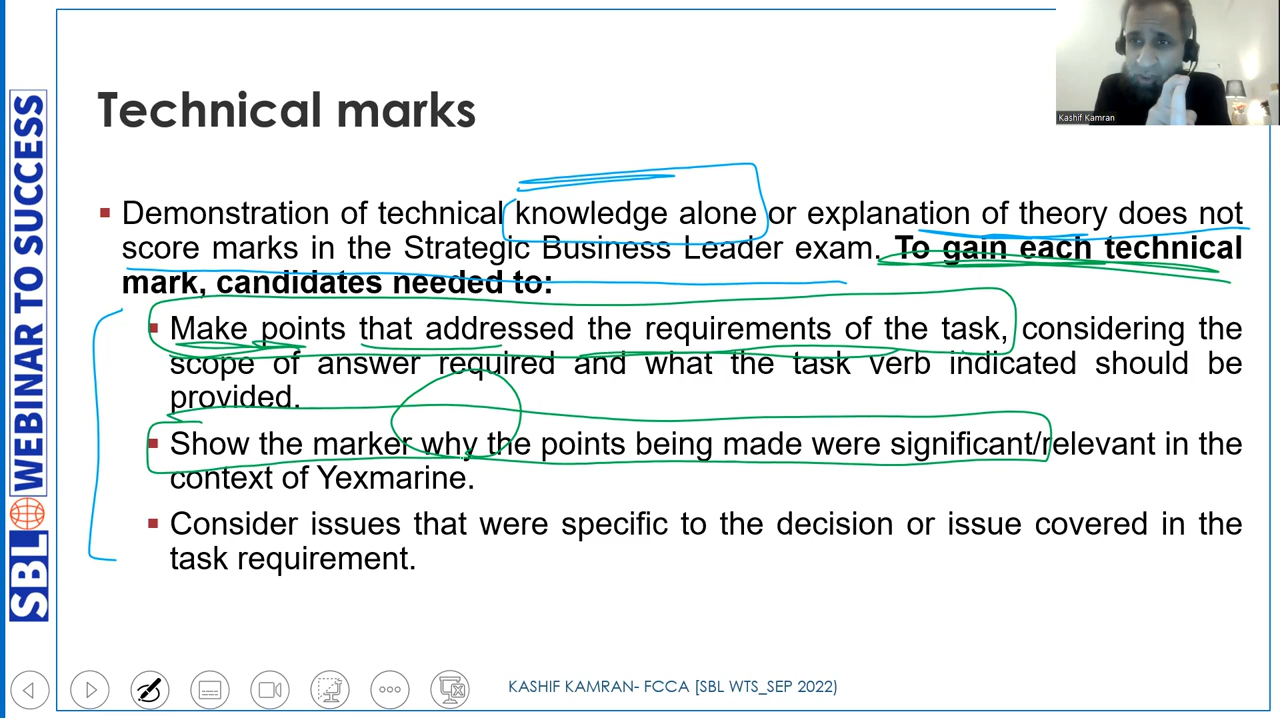 Technical marks
Kashif Kamran
SBL WEBINAR TO SUCCESS
Demonstration of technical knowledge alone or explanation of theory does not
score marks in the Strategic Business Leader exam. To gain each technical
mark, candidates needed to:
Make points that addressed the requirements of the task, considering the
scope of answer required and what the task verb indicated should be
provided.
Show the marker why the points being made were significant/relevant in the
context of Yexmarine.
Consider issues that were specific to the decision or issue covered in the
task requirement.
KASHIF KAMRAN- FCCA [SBL WTS_SEP 2022)